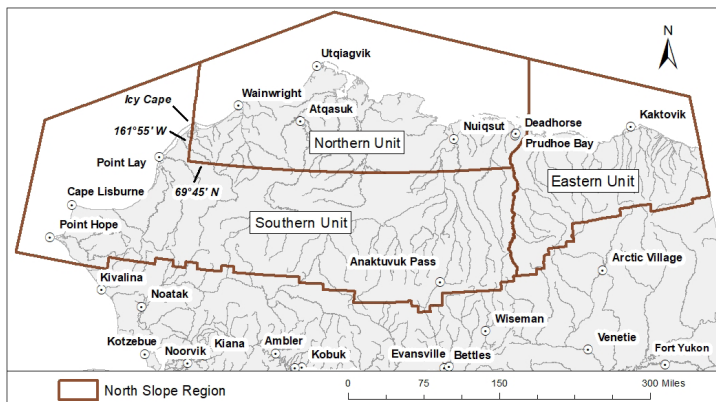 Utqiagvik
N
Icy Cape
Wainwright
161°55' W
Atqasuk
Nuiqsut
Deadhorse
Kaktovik
Northern Unit
Prudhoe Bay
Point Lay
69°45' N
Eastern Unit
Cape Lisburne
Southern Unit
Point Hope
Anaktuvuk Pass
Arctic Village
Kivalina
Noatak
Wiseman
Kotzebue
Kiana
Ambler
Venetie
Noorvik
Kobuk
Evansville
Bettles
Fort Yukon
North Slope Region
0 75 150 300 Miles